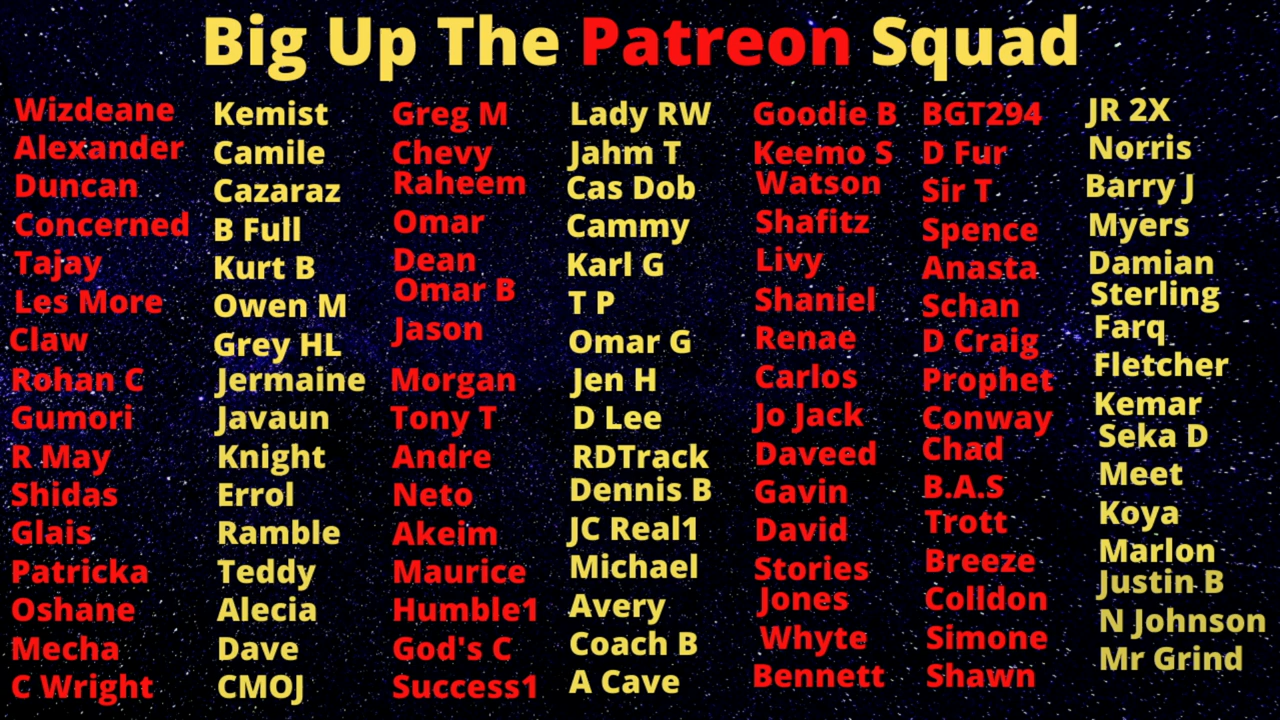 Big Up The Patreon Squad
Wizdeane
Alexander
Duncan
Concerned
Tajay
Les More
Claw
Rohan C
Gumori
R May
Shidas
Glais
Patricka
Oshane
Mecha
C Wright
Kemist
Camile
Cazaraz
B Full
Kurt B
Owen M
Grey HL
Jermaine
Javaun
Knight
Errol
Ramble
Teddy
Alecia
Dave
CMOJ
Greg M
Chevy
Raheem
Omar
Dean
Omar B
Jason
Morgan
Tony T
Andre
Neto
Akeim
Maurice
Humble1
God's C
Success1
Lady RW
Jahm T
Cas Dob
Cammy
Karl G
T P
Omar G
Jen H
D Lee
RDTrack
Dennis B
JC Real1
Michael
Avery
Coach B
A Cave
Goodie B
Keemo S
Watson
Shafitz
Livy
Shaniel
Renae
Carlos
Jo Jack
Daveed
Gavin
David
Stories
Jones
Whyte
Bennett
BGT294
D Fur
Sir T
Spence
Anasta
Schan
D Craig
Prophet
Conway
Chad
B.A.S
Trott
Breeze
Colldon
Simone
Shawn
JR 2X
Norris
Barry J
Myers
Damian
Sterling
Farq
Fletcher
Kemar
Seka D
Meet
Koya
Marlon
Justin B
N Johnson
Mr Grind